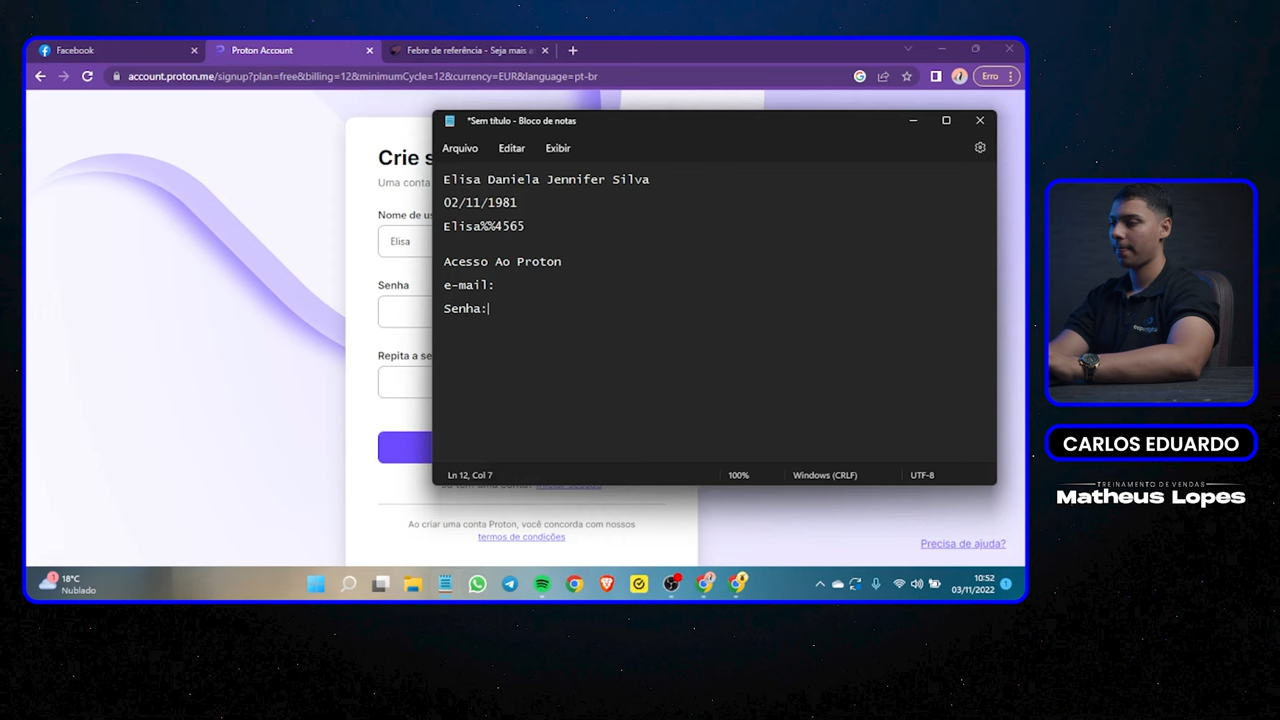 Facebook
Proton Account
Febre de referência - Seja mais a
account.proton.me/signup?plan=free&billing=12&minimumCycle=12&currency=EUR&language=pt-br
Erro
*Sem título - Bloco de notas
Arquivo Editar Exibir
Elisa Daniela Jennifer Silva
02/11/1981
Elisa%%4565
Acesso Ao Proton
e-mail:
Senha:
Ln 12, Col 7
100%
Windows (CRLF)
UTF-8
Crie s
Uma conta
Nome de us
Elisa
Senha
Repita a se
Ao criar uma conta Proton, você concorda com nossos
termos de condições
Precisa de ajuda?
1
18°C
Nublado
10:52
03/11/2022
1
CARLOS EDUARDO
TREINAMENTO DE VENDAS
Matheus Lopes